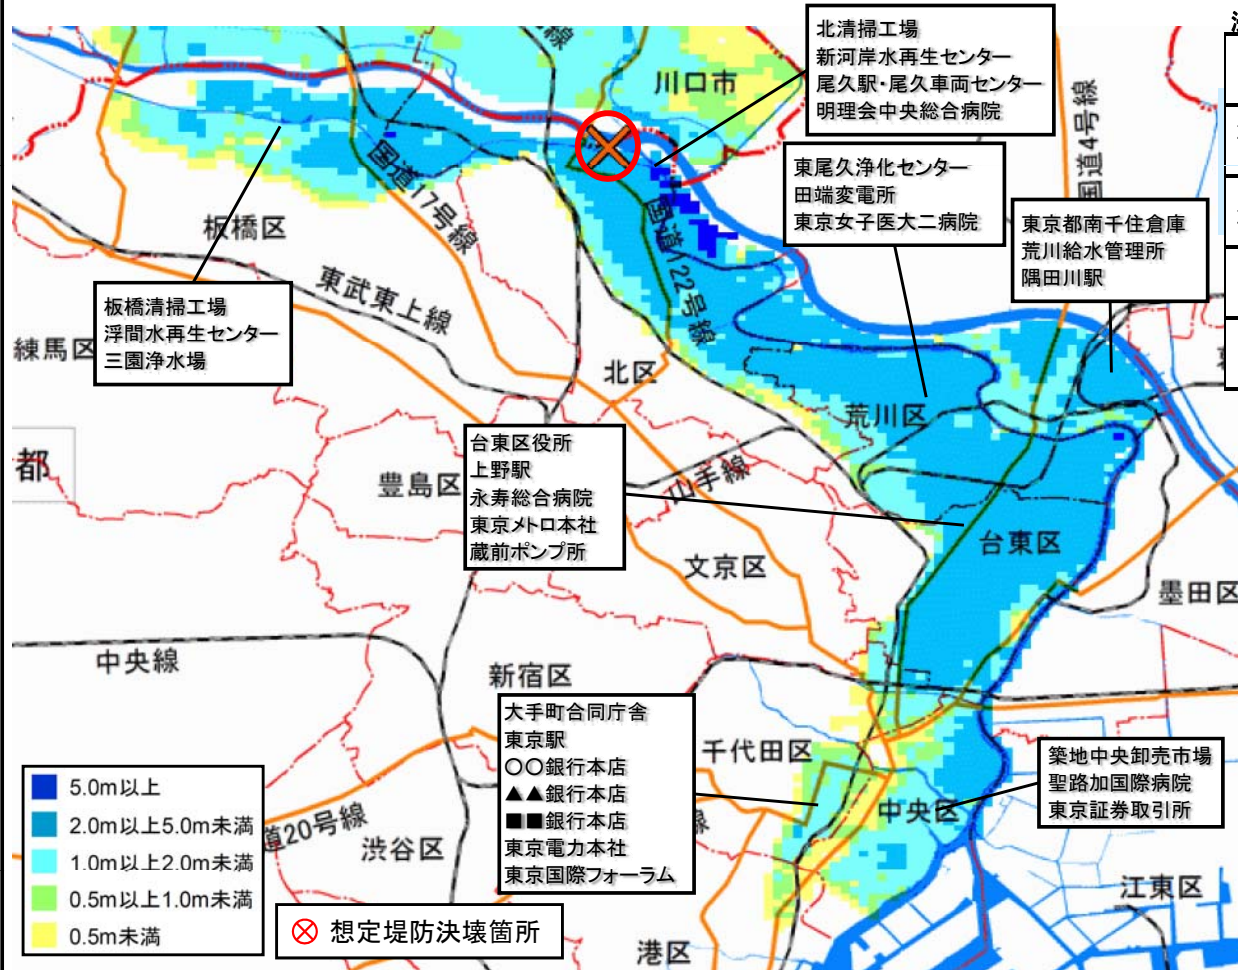 北清掃工場
新河岸水再生センター
尾久駅・尾久車両センター
明理会中央総合病院
川口市
国道4号線
東尾久浄化センター
田端変電所
東京女子医大二病院
国道17号線
国道122号線
東京都南千住倉庫
荒川給水管理所
隅田川駅
板橋区
東武東上線
板橋清掃工場
浮間水再生センター
三園浄水場
練馬区
北区
荒川区
都
豊島区
台東区役所
上野駅
永寿総合病院
東京メトロ本社
蔵前ポンプ所
山手線
台東区
文京区
墨田区
中央線
新宿区
大手町合同庁舎
東京駅
○○銀行本店
▲▲銀行本店
■■銀行本店
東京電力本社
東京国際フォーラム
千代田区
中央区
築地中央卸売市場
聖路加国際病院
東京証券取引所
5.0m以上
2.0m以上5.0m未満
1.0m以上2.0m未満
0.5m以上1.0m未満
0.5m未満
道20号線
渋谷区
線
江東区
想定堤防決壊箇所
港区